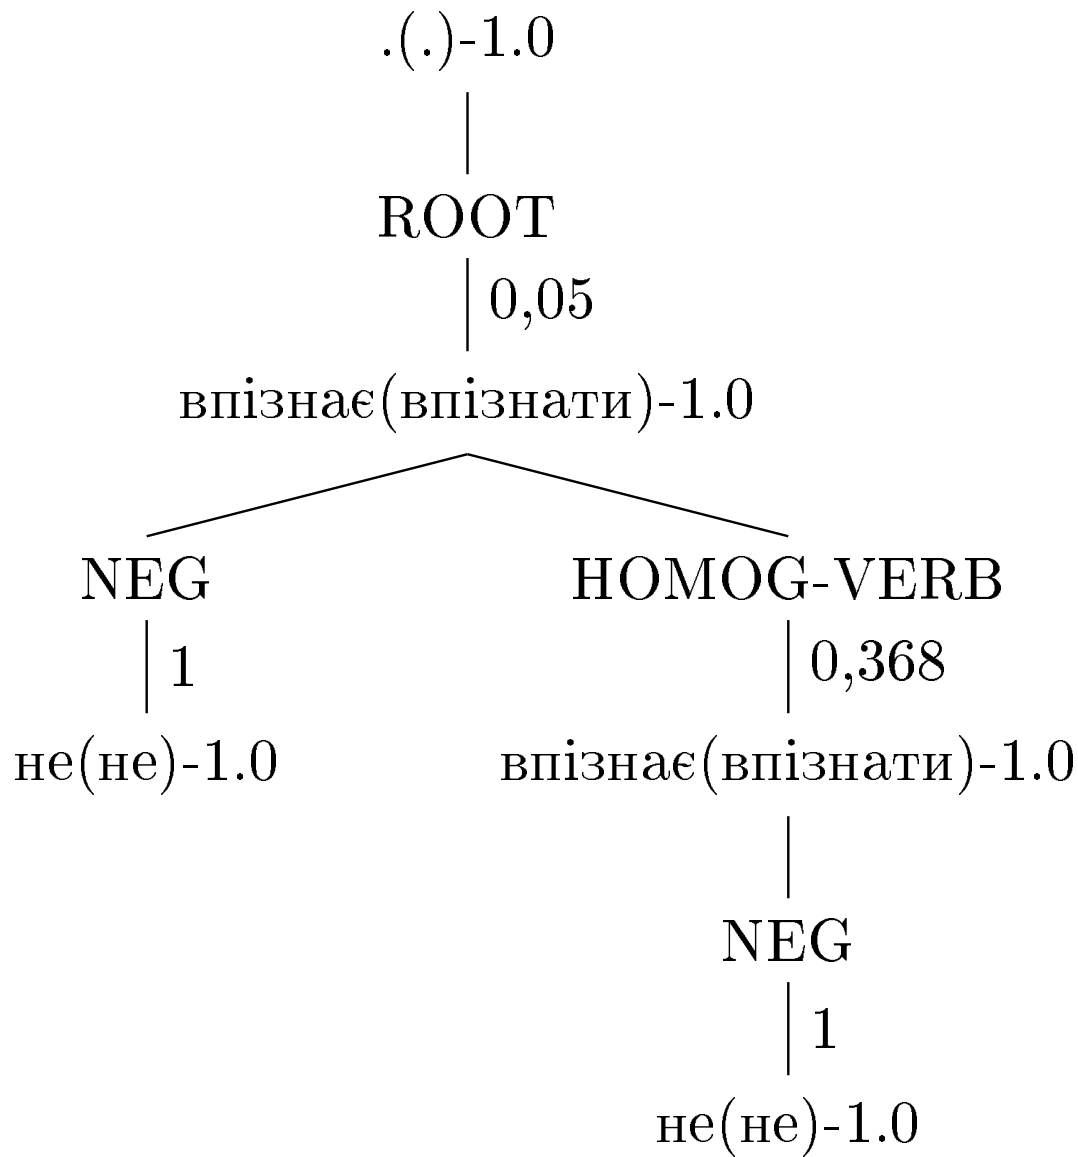 .(.)-1.0
ROOT
0,05
впізнає(впізнати)-1.0
NEG HOMOG-VERB
1 0,368
не(не)-1.0 впізнає(впізнати)-1.0
NEG
1
не(не)-1.0